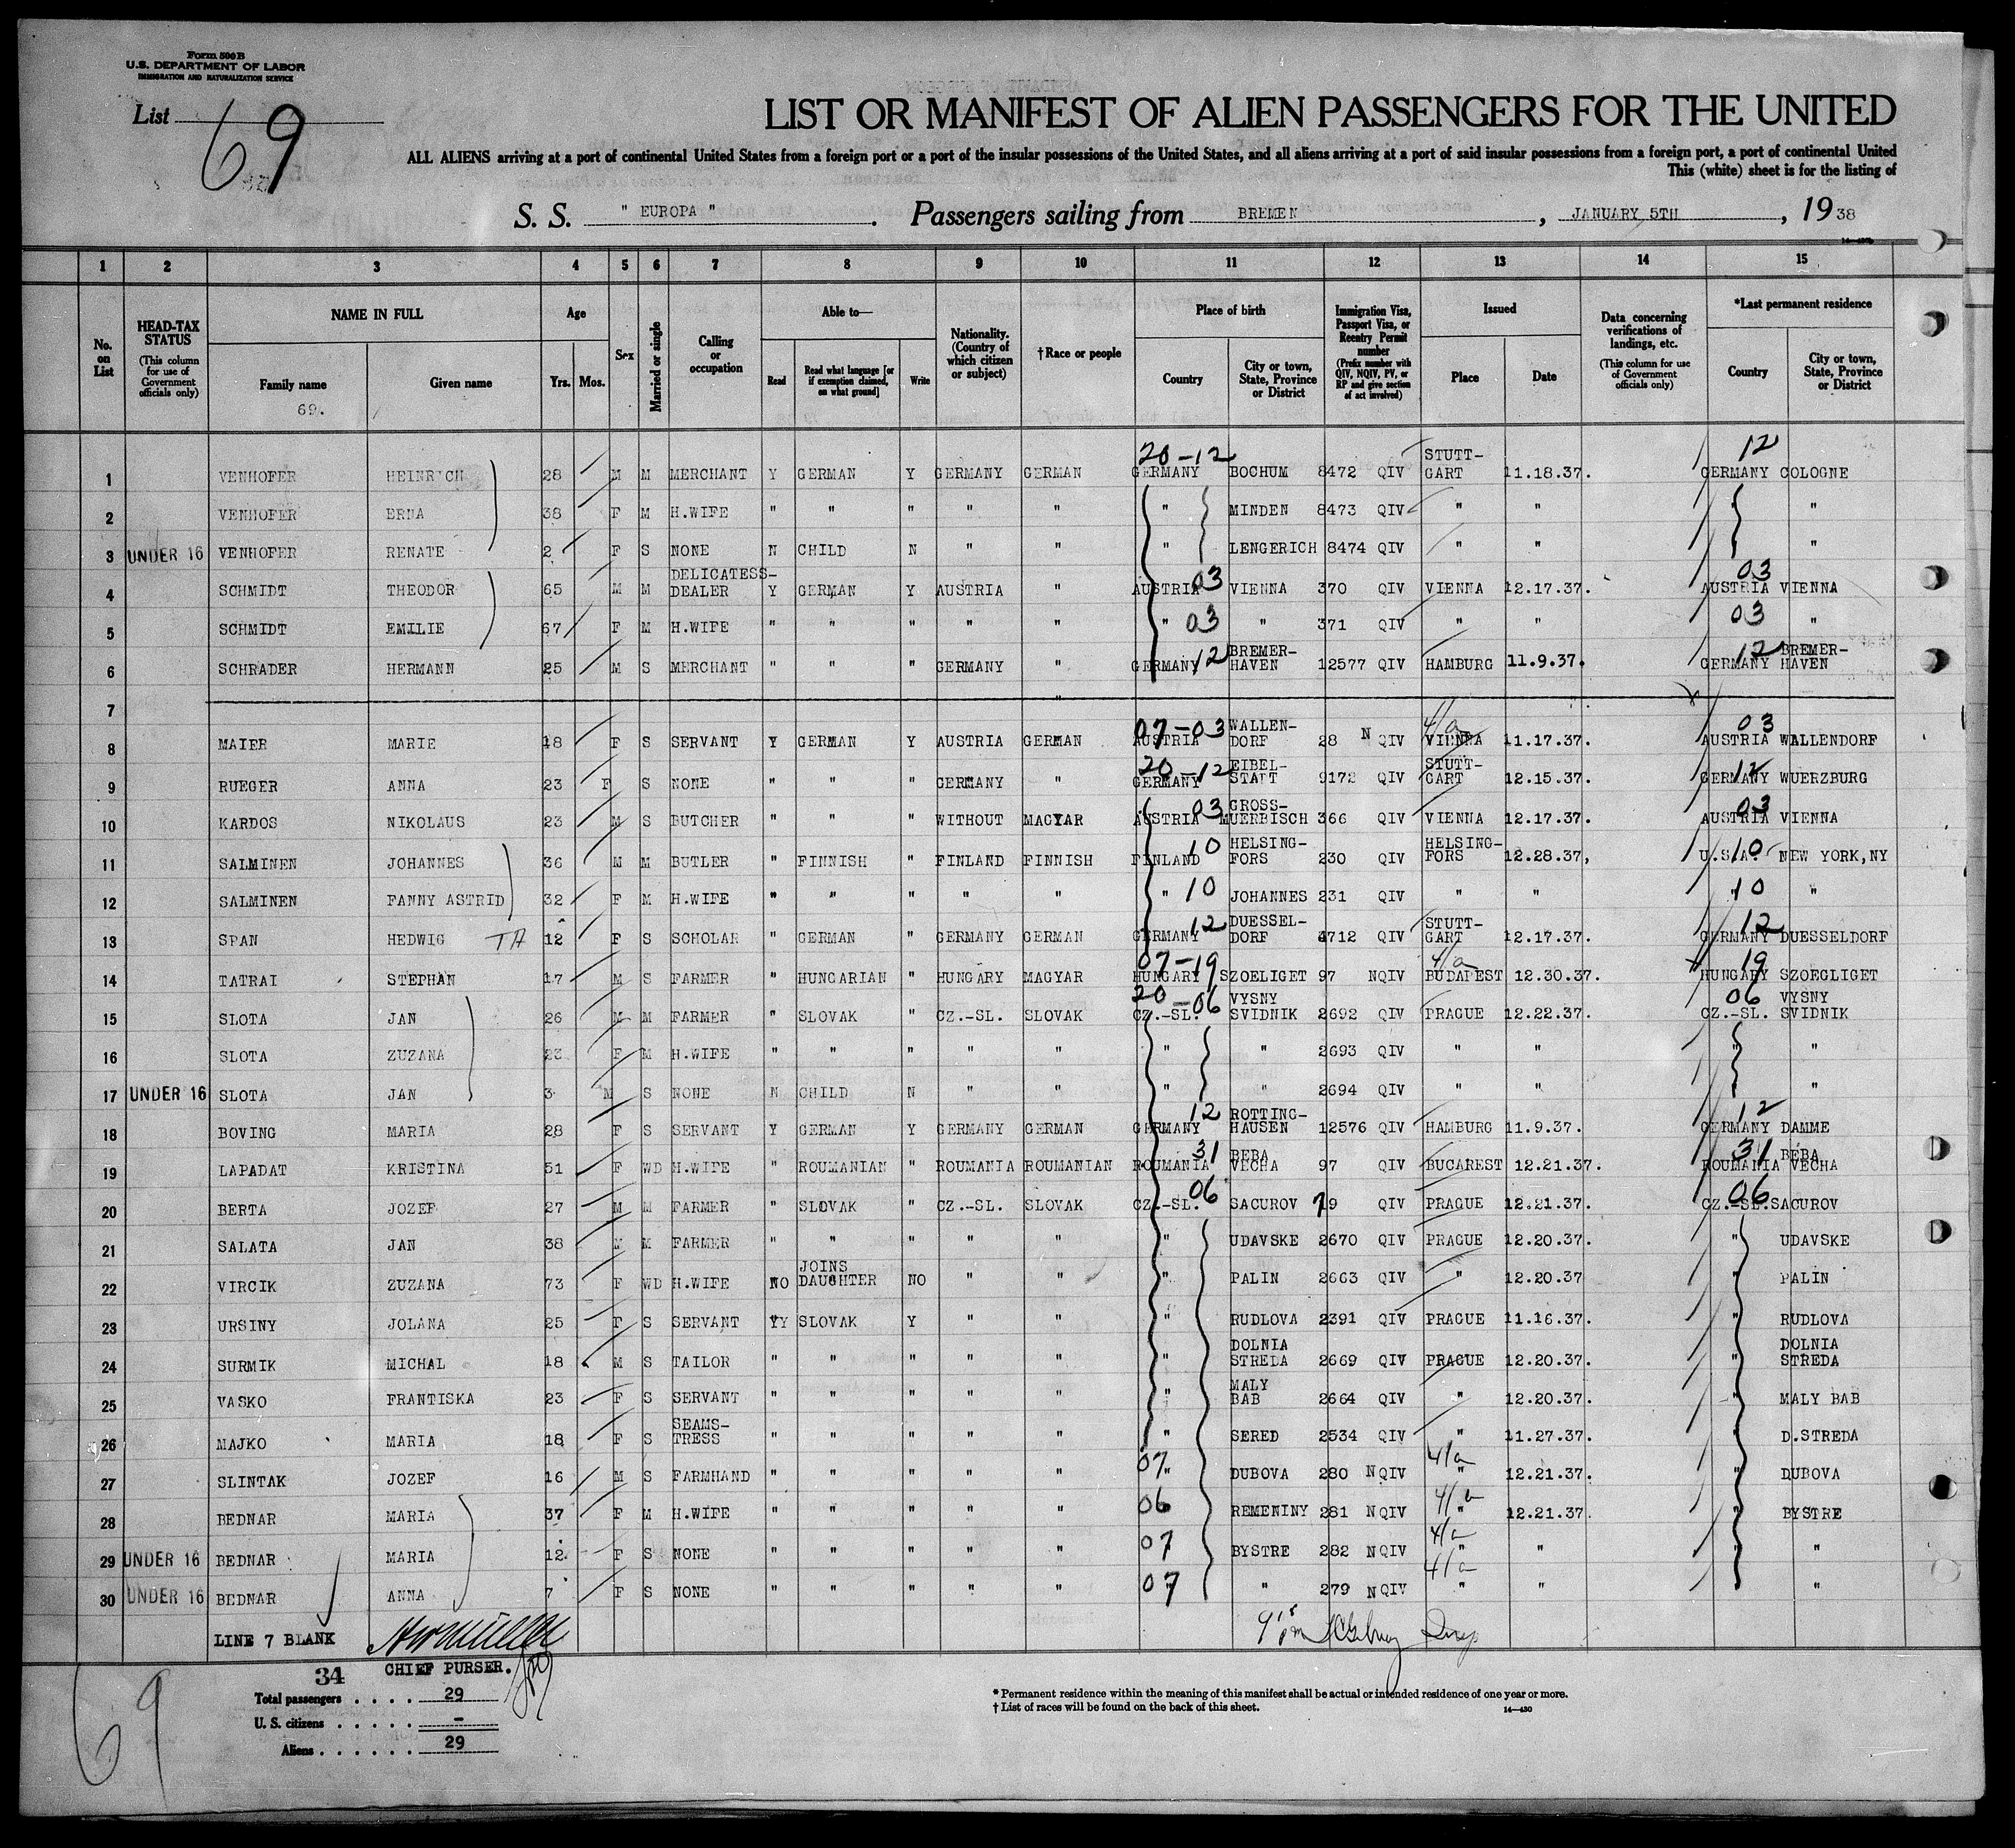 Form 500 B
U.S. DEPARTMENT OF LABOR
IMMIGRATION AND NATURALIZATION SERVICE
List 69
LIST OR MANIFEST OF ALIEN PASSENGERS FOR THE UNITED
ALL ALIENS arriving at a port of continental United States from a foreign port or a port of the insular possessions of the United States, and all aliens arriving at a port of said insular possessions from a foreign port, a port of continental United
This (white) sheet is for the listing of
S. S. " EUROPA ". Passengers sailing from BREMEN, JANUARY 5TH, 1938
1 2 3 4 5 6 7 8 9 10 11 12 13 14 15
No. on List
HEAD-TAX STATUS (This column for use of Government officials only)
NAME IN FULL
Family name
Given name
69.
Age
Yrs. Mos.
Sex
Married or single
Calling or occupation
Able to—
Read
Read what language [or if exemption claimed, on what ground]
Write
Nationality. (Country of which citizen or subject)
†Race or people
Place of birth
Country
City or town, State, Province or District
Immigration Visa, Passport Visa, or Reentry Permit number (Prefix number with QIV, NQIV, PV, or RP and give section of act involved)
Issued
Place
Date
Data concerning verifications of landings, etc. (This column for use of Government officials only)
*Last permanent residence
Country
City or town, State, Province or District
20-12 12
1 VENHOFER HEINRICH 28 M M MERCHANT Y GERMAN Y GERMANY GERMAN GERMANY BOCHUM 8472 QIV STUTT-GART 11.18.37. GERMANY COLOGNE
2 VENHOFER ERNA 38 F M H.WIFE " " " " " " MINDEN 8473 QIV " " "
3 UNDER 16 VENHOFER RENATE 2 F S NONE N CHILD N " " " LENGERICH 8474 QIV " " "
4 SCHMIDT THEODOR 65 M M DELICATESS-DEALER Y GERMAN Y AUSTRIA " AUSTRIA 03 VIENNA 370 QIV VIENNA 12.17.37. 03 AUSTRIA VIENNA
5 SCHMIDT EMILIE 67 F M H.WIFE " " " " " " 03 " 371 QIV " " 03 "
6 SCHRADER HERMANN 25 M S MERCHANT " " " GERMANY " GERMANY 12 BREMER-HAVEN 12577 QIV HAMBURG 11.9.37. 12 GERMANY BREMER-HAVEN
7 "
8 MAIER MARIE 18 F S SERVANT Y GERMAN Y AUSTRIA GERMAN 07-03 AUSTRIA WALLEN-DORF 28 N QIV 4/a VIENNA 11.17.37. 03 AUSTRIA WALLENDORF
9 RUEGER ANNA 23 F S NONE " " " GERMANY " 20-12 GERMANY EIBEL-STATT 9172 QIV STUTT-GART 12.15.37. 12 GERMANY WUERZBURG
10 KARDOS NIKOLAUS 23 M S BUTCHER " " " WITHOUT MAGYAR 03 AUSTRIA GROSS-MUERBISCH 366 QIV VIENNA 12.17.37. 03 AUSTRIA VIENNA
11 SALMINEN JOHANNES 36 M M BUTLER " FINNISH " FINLAND FINNISH 10 FINLAND HELSING-FORS 230 QIV HELSING-FORS 12.28.37, 10 U.S.A. NEW YORK,NY
12 SALMINEN FANNY ASTRID 32 F M H.WIFE " " " " " " 10 JOHANNES 231 QIV " " " 10 "
13 SPAN HEDWIG TA 12 F S SCHOLAR " GERMAN " GERMANY GERMAN 12 GERMANY DUESSEL-DORF 4712 QIV STUTT-GART 12.17.37. 12 GERMANY DUESSELDORF
14 TATRAI STEPHAN 17 M S FARMER " HUNGARIAN " HUNGARY MAGYAR 07-19 HUNGARY SZOELIGET 97 NQIV 4/a BUDAPEST 12.30.37. 19 HUNGARY SZOEGLIGET
15 SLOTA JAN 26 M M FARMER " SLOVAK " CZ.-SL. SLOVAK 20-06 CZ.-SL. VYSNY SVIDNIK 2692 QIV PRAGUE 12.22.37. 06 CZ.-SL. VYSNY SVIDNIK
16 SLOTA ZUZANA 23 F M H.WIFE " " " " " " " 2693 QIV " " " "
17 UNDER 16 SLOTA JAN 3 M S NONE N CHILD N " " " " 2694 QIV " " " "
18 BOVING MARIA 28 F S SERVANT Y GERMAN Y GERMANY GERMAN 12 GERMANY ROTTING-HAUSEN 12576 QIV HAMBURG 11.9.37. 12 GERMANY DAMME
19 LAPADAT KRISTINA 51 F WD H.WIFE " ROUMANIAN " ROUMANIA ROUMANIAN 31 ROUMANIA BEBA VECHA 97 QIV BUCAREST 12.21.37. 31 ROUMANIA BEBA VECHA
20 BERTA JOZEF 27 M M FARMER " SLOVAK " CZ.-SL. SLOVAK 06 CZ.-SL. SACUROV 79 QIV PRAGUE 12.21.37. 06 CZ.-SL. SACUROV
21 SALATA JAN 38 M M FARMER " " " " " " UDAVSKE 2670 QIV PRAGUE 12.20.37. " UDAVSKE
22 VIRCIK ZUZANA 73 F WD H.WIFE NO JOINS DAUGHTER NO " " " PALIN 2663 QIV " 12.20.37 " PALIN
23 URSINY JOLANA 25 F S SERVANT YY SLOVAK Y " " " RUDLOVA 2391 QIV PRAGUE 11.16.37. " RUDLOVA
24 SURMIK MICHAL 18 M S TAILOR " " " " " " DOLNIA STREDA 2669 QIV PRAGUE 12.20.37. " DOLNIA STREDA
25 VASKO FRANTISKA 23 F S SERVANT " " " " " " MALY BAB 2664 QIV " 12.20.37. " MALY BAB
26 MAJKO MARIA 18 F S SEAMS-TRESS " " " " " " SERED 2534 QIV " 11.27.37. " D.STREDA
27 SLINTAK JOZEF 16 M S FARMHAND " " " " " 07 " DUBOVA 280 NQIV 4/a " 12.21.37. " DUBOVA
28 BEDNAR MARIA 37 F M H.WIFE " " " " " 06 REMENINY 281 NQIV 4/a " 12.21.37. " BYSTRE
29 UNDER 16 BEDNAR MARIA 12 F S NONE " " " " " 07 BYSTRE 282 NQIV 4/a " " " "
30 UNDER 16 BEDNAR ANNA 7 F S NONE " " " " " 07 " 279 NQIV 4/a " " "
LINE 7 BLANK
34 CHIEF PURSER.
Total passengers . . . . 29
U. S. citizens . . . . . –
Aliens . . . . . . 29
69
* Permanent residence within the meaning of this manifest shall be actual or intended residence of one year or more.
† List of races will be found on the back of this sheet.
14—430